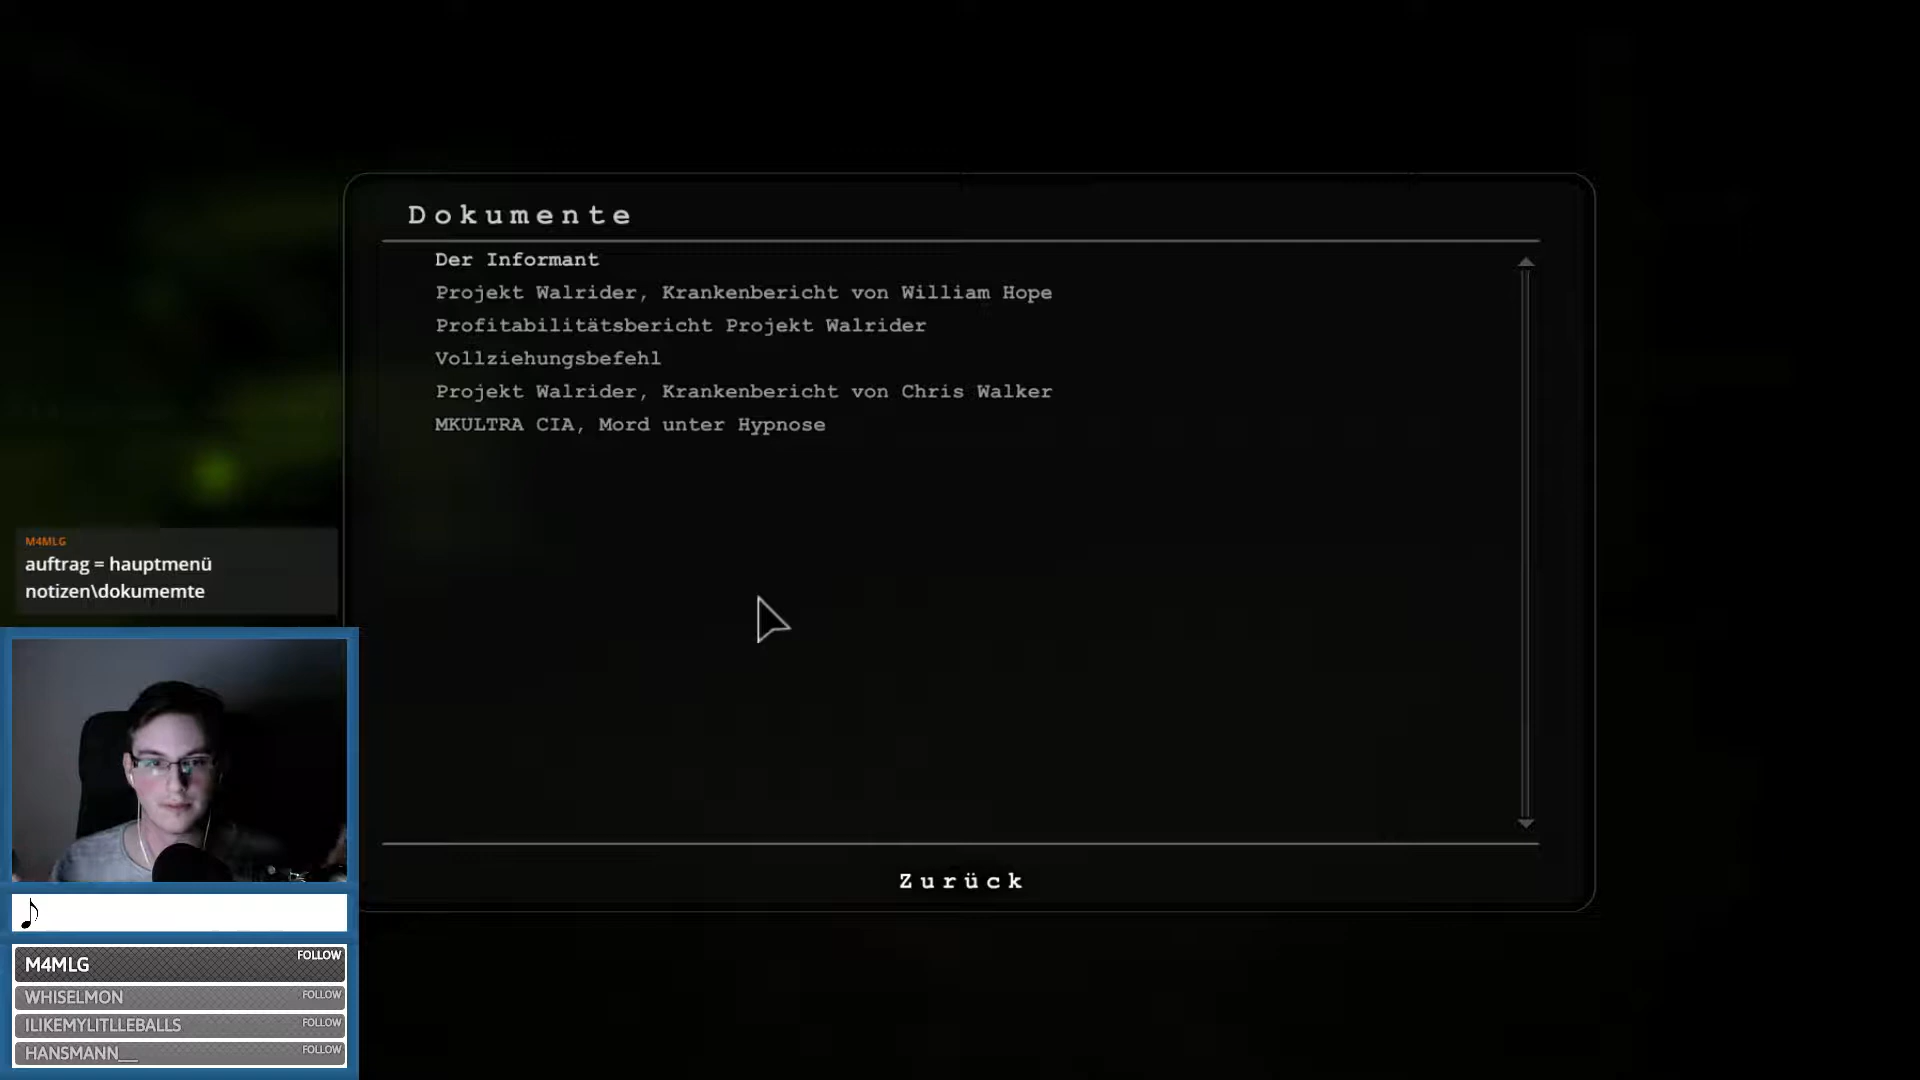 Dokumente
Der Informant
Projekt Walrider, Krankenbericht von William Hope
Profitabilitätsbericht Projekt Walrider
Vollziehungsbefehl
Projekt Walrider, Krankenbericht von Chris Walker
MKULTRA CIA, Mord unter Hypnose
Zurück
M4MLG
auftrag = hauptmenü
notizen\dokumemte
M4MLG FOLLOW
WHISELMON FOLLOW
ILIKEMYLITLLEBALLS FOLLOW
HANSMANN__ FOLLOW